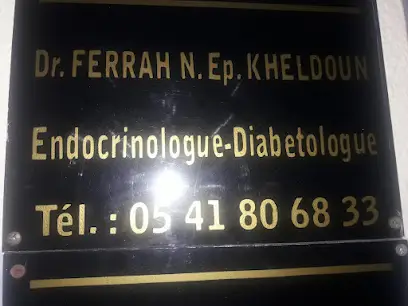 Dr. FERRAH N. Ep. KHELDOUN
Endocrinologue-Diabetologue
Tél. : 05 41 80 68 33